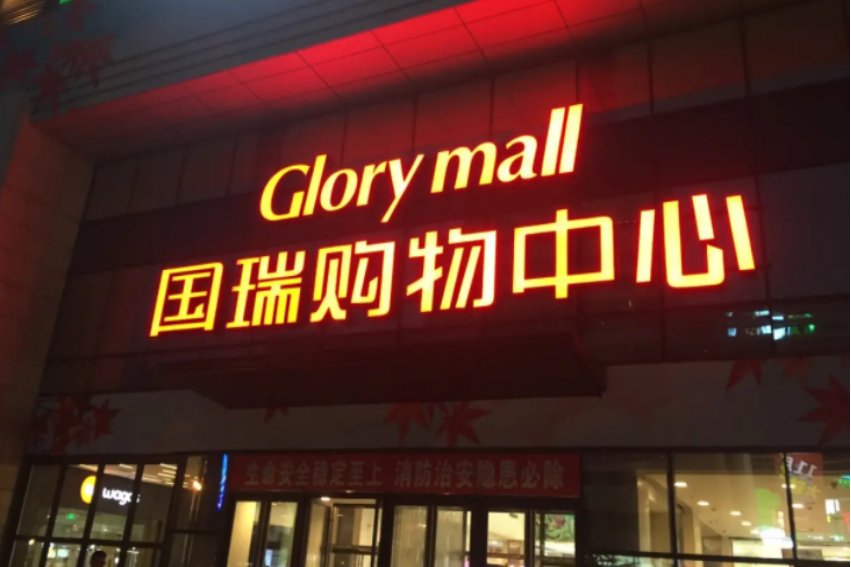 Glory mall
国瑞购物中心
生命安全稳定至上 消防治安隐患必除